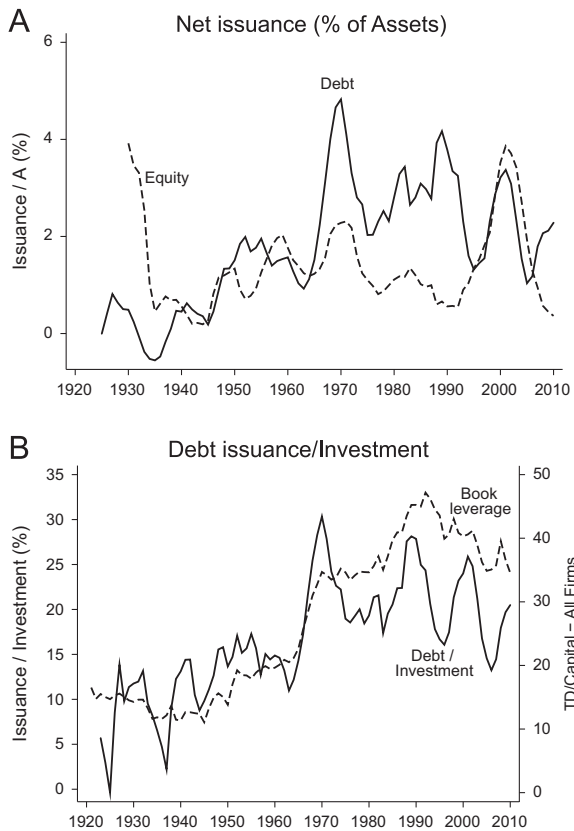 A
Net issuance (% of Assets)
6
4
2
0
Issuance / A (%)
Debt
Equity
1920 1930 1940 1950 1960 1970 1980 1990 2000 2010
B
Debt issuance/Investment
35
30
25
20
15
10
5
0
Issuance / Investment (%)
Book
leverage
Debt /
Investment
50
40
30
20
10
0
TD/Capital – All Firms
1920 1930 1940 1950 1960 1970 1980 1990 2000 2010